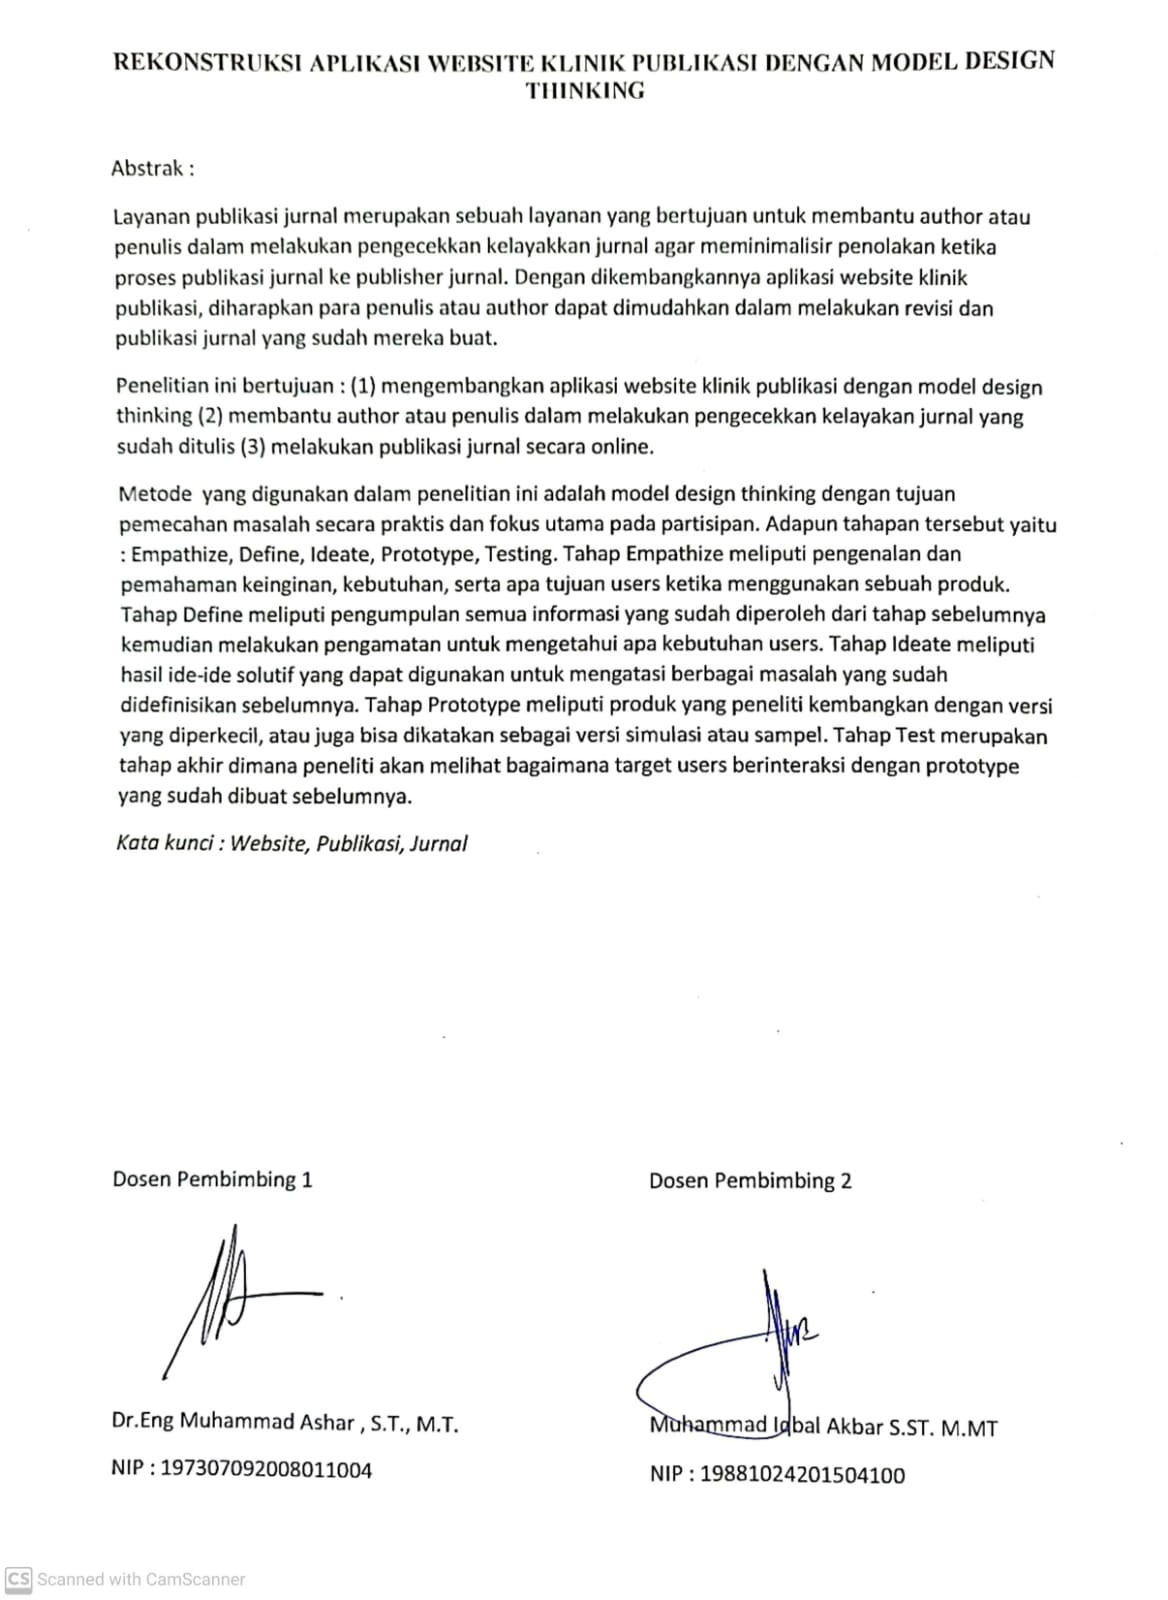 REKONSTRUKSI APLIKASI WEBSITE KLINIK PUBLIKASI DENGAN MODEL DESIGN
THINKING
Abstrak :
Layanan publikasi jurnal merupakan sebuah layanan yang bertujuan untuk membantu author atau
penulis dalam melakukan pengecekkan kelayakkan jurnal agar meminimalisir penolakan ketika
proses publikasi jurnal ke publisher jurnal. Dengan dikembangkannya aplikasi website klinik
publikasi, diharapkan para penulis atau author dapat dimudahkan dalam melakukan revisi dan
publikasi jurnal yang sudah mereka buat.
Penelitian ini bertujuan : (1) mengembangkan aplikasi website klinik publikasi dengan model design
thinking (2) membantu author atau penulis dalam melakukan pengecekkan kelayakan jurnal yang
sudah ditulis (3) melakukan publikasi jurnal secara online.
Metode yang digunakan dalam penelitian ini adalah model design thinking dengan tujuan
pemecahan masalah secara praktis dan fokus utama pada partisipan. Adapun tahapan tersebut yaitu
: Empathize, Define, Ideate, Prototype, Testing. Tahap Empathize meliputi pengenalan dan
pemahaman keinginan, kebutuhan, serta apa tujuan users ketika menggunakan sebuah produk.
Tahap Define meliputi pengumpulan semua informasi yang sudah diperoleh dari tahap sebelumnya
kemudian melakukan pengamatan untuk mengetahui apa kebutuhan users. Tahap Ideate meliputi
hasil ide-ide solutif yang dapat digunakan untuk mengatasi berbagai masalah yang sudah
didefinisikan sebelumnya. Tahap Prototype meliputi produk yang peneliti kembangkan dengan versi
yang diperkecil, atau juga bisa dikatakan sebagai versi simulasi atau sampel. Tahap Test merupakan
tahap akhir dimana peneliti akan melihat bagaimana target users berinteraksi dengan prototype
yang sudah dibuat sebelumnya.
Kata kunci : Website, Publikasi, Jurnal
Dosen Pembimbing 1
Dosen Pembimbing 2
Dr.Eng Muhammad Ashar , S.T., M.T.
Muhammad Iqbal Akbar S.ST. M.MT
NIP : 197307092008011004
NIP : 19881024201504100
CS Scanned with CamScanner